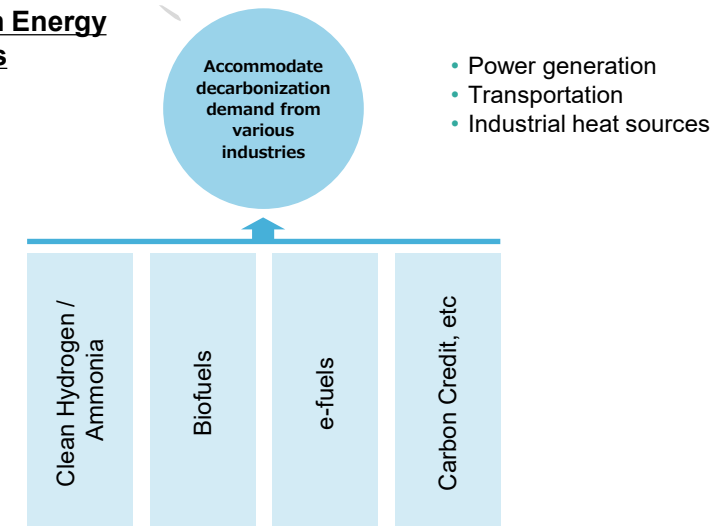 n Energy
s
Accommodate
decarbonization
demand from
various
industries
• Power generation
• Transportation
• Industrial heat sources
Clean Hydrogen /
Ammonia
Biofuels
e-fuels
Carbon Credit, etc